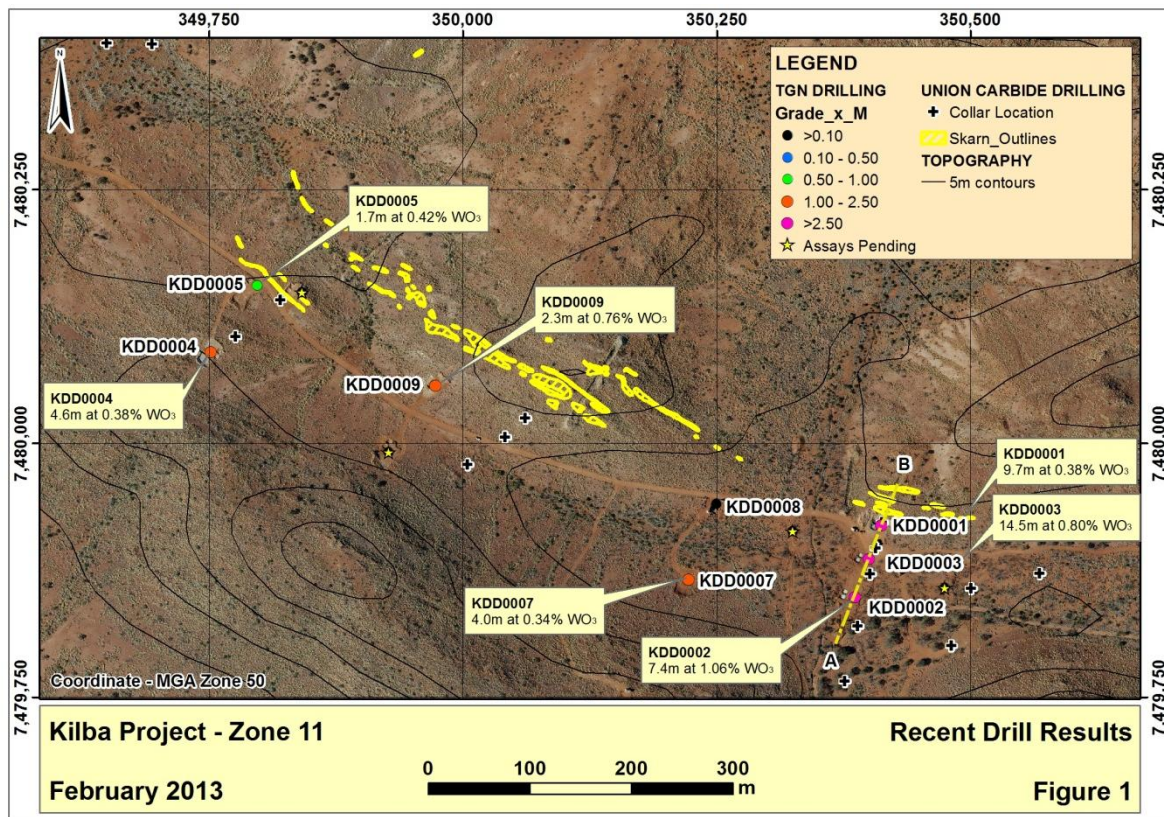 349,750
350,000
350,250
350,500
N
LEGEND
TGN DRILLING
Grade_x_M
>0.10
0.10 - 0.50
0.50 - 1.00
1.00 - 2.50
>2.50
Assays Pending
UNION CARBIDE DRILLING
Collar Location
Skarn_Outlines
TOPOGRAPHY
5m contours
7,480,250
7,480,250
KDD0005
1.7m at 0.42% WO₃
KDD0005
KDD0009
2.3m at 0.76% WO₃
KDD0004
KDD0009
KDD0004
4.6m at 0.38% WO₃
7,480,000
7,480,000
B
KDD0001
9.7m at 0.38% WO₃
KDD0008
KDD0001
KDD0003
14.5m at 0.80% WO₃
KDD0003
KDD0007
KDD0007
4.0m at 0.34% WO₃
KDD0002
KDD0002
7.4m at 1.06% WO₃
A
Coordinate - MGA Zone 50
7,479,750
7,479,750
Kilba Project - Zone 11
Recent Drill Results
February 2013
0 100 200 300
m
Figure 1